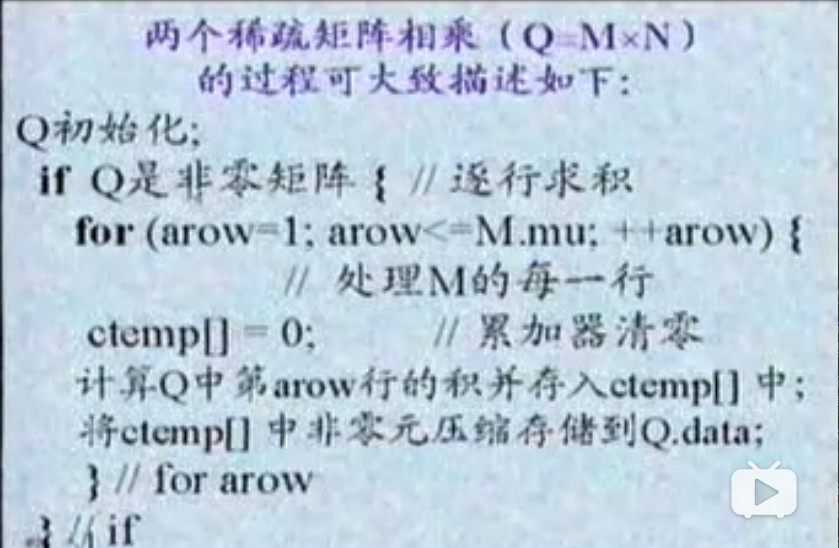 两个稀疏矩阵相乘（Q=M×N）
的过程可大致描述如下:
Q初始化;
if Q是非零矩阵 { // 逐行求积
for (arow=1; arow<=M.mu; ++arow) {
// 处理M的每一行
ctemp[] = 0; // 累加器清零
计算Q中第arow行的积并存入ctemp[] 中;
将ctemp[] 中非零元压缩存储到Q.data;
} // for arow
} // if